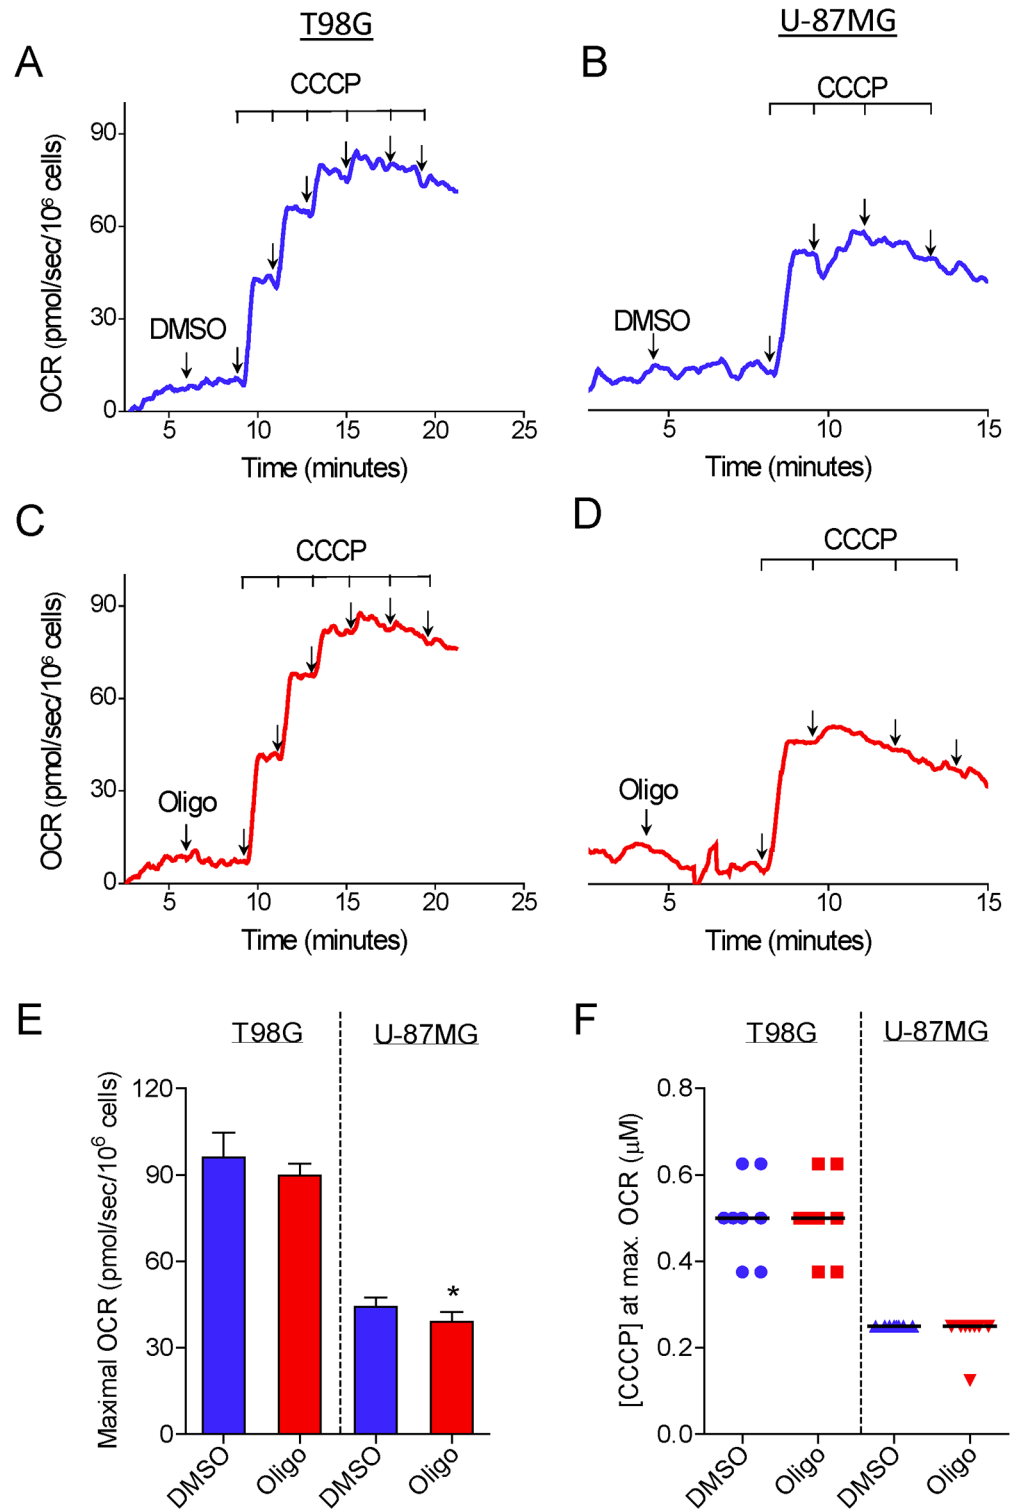 T98G
U-87MG
A
B
CCCP
CCCP
OCR (pmol/sec/10⁶ cells)
90
60
30
0
DMSO
DMSO
5
10
15
20
25
5
10
15
Time (minutes)
Time (minutes)
C
D
CCCP
CCCP
OCR (pmol/sec/10⁶ cells)
90
60
30
0
Oligo
Oligo
5
10
15
20
25
5
10
15
Time (minutes)
Time (minutes)
E
T98G
U-87MG
Maximal OCR (pmol/sec/10⁶ cells)
120
90
60
30
0
*
DMSO
Oligo
DMSO
Oligo
F
T98G
U-87MG
[CCCP] at max. OCR (μM)
0.8
0.6
0.4
0.2
0.0
DMSO
Oligo
DMSO
Oligo